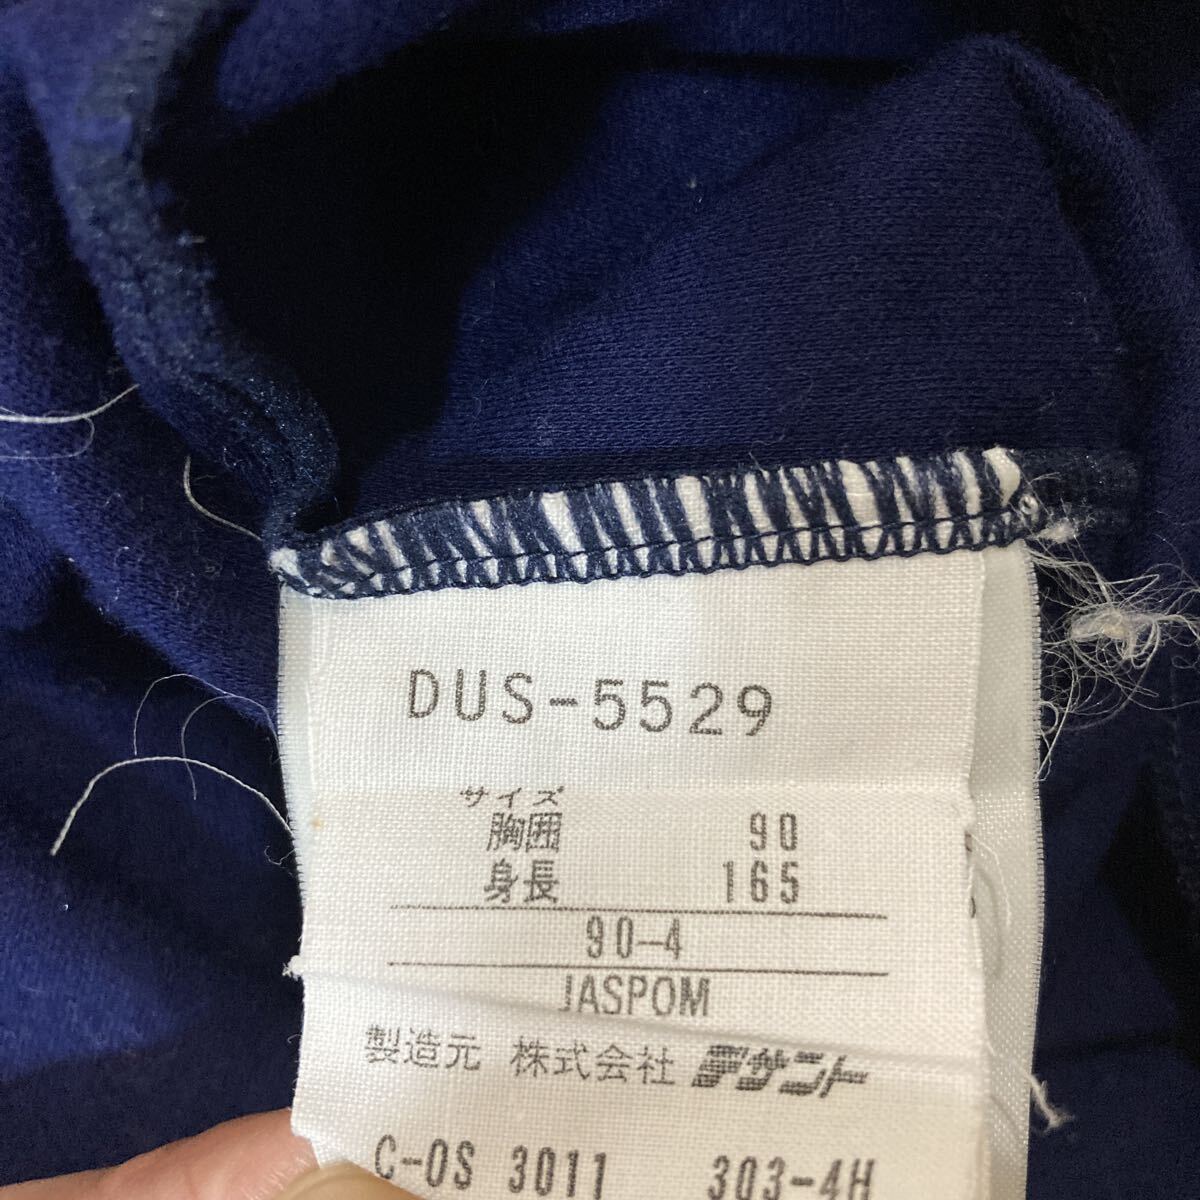 DUS-5529
サイズ
胸囲 90
身長 165
90-4
JASPOM
製造元 株式会社 デサント
C-OS 3011 303-4H